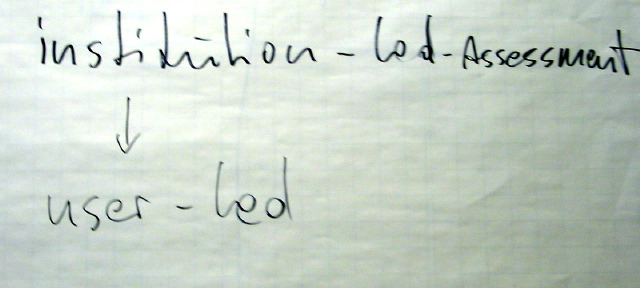 institution - led - Assessment
↓
user - led